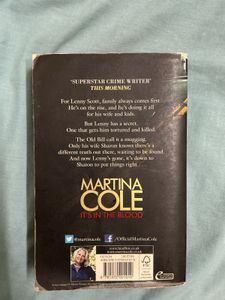 'SUPERSTAR CRIME WRITER'
THIS MORNING
For Lenny Scott, family always comes first
He's on the rise, and he's doing it all
for his wife and kids.
But Lenny has a secret.
One that gets him tortured and killed.
The Old Bill call it a mugging.
Only his wife Sharon knows there's a
different truth out there, waiting to be found
And now Lenny's gone, it's down to
Sharon to put things right . . .
MARTINA
COLE
IT'S IN THE BLOOD
@martinacole
/OfficialMartinaCole